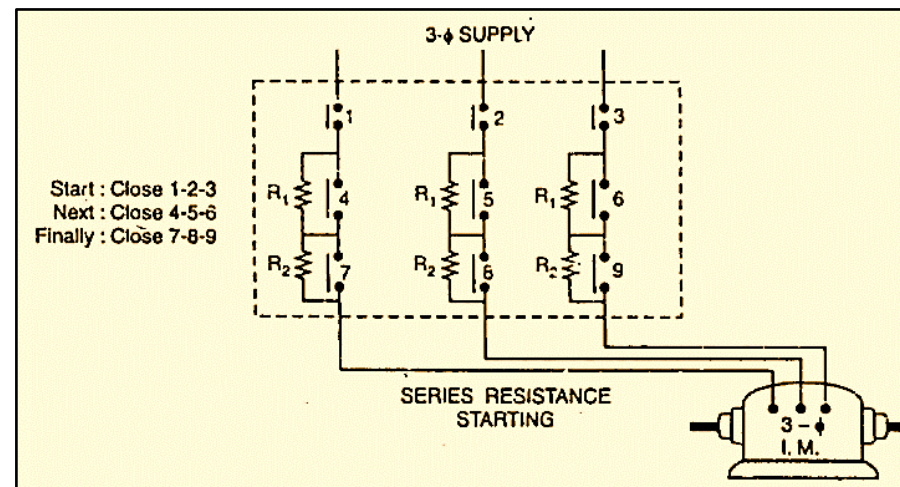 3-ϕ SUPPLY
1 2 3
Start : Close 1-2-3
Next : Close 4-5-6
Finally : Close 7-8-9
R1 4 R1 5 R1 6
R2 7 R2 8 R2 9
SERIES RESISTANCE
STARTING
3-ϕ
I. M.